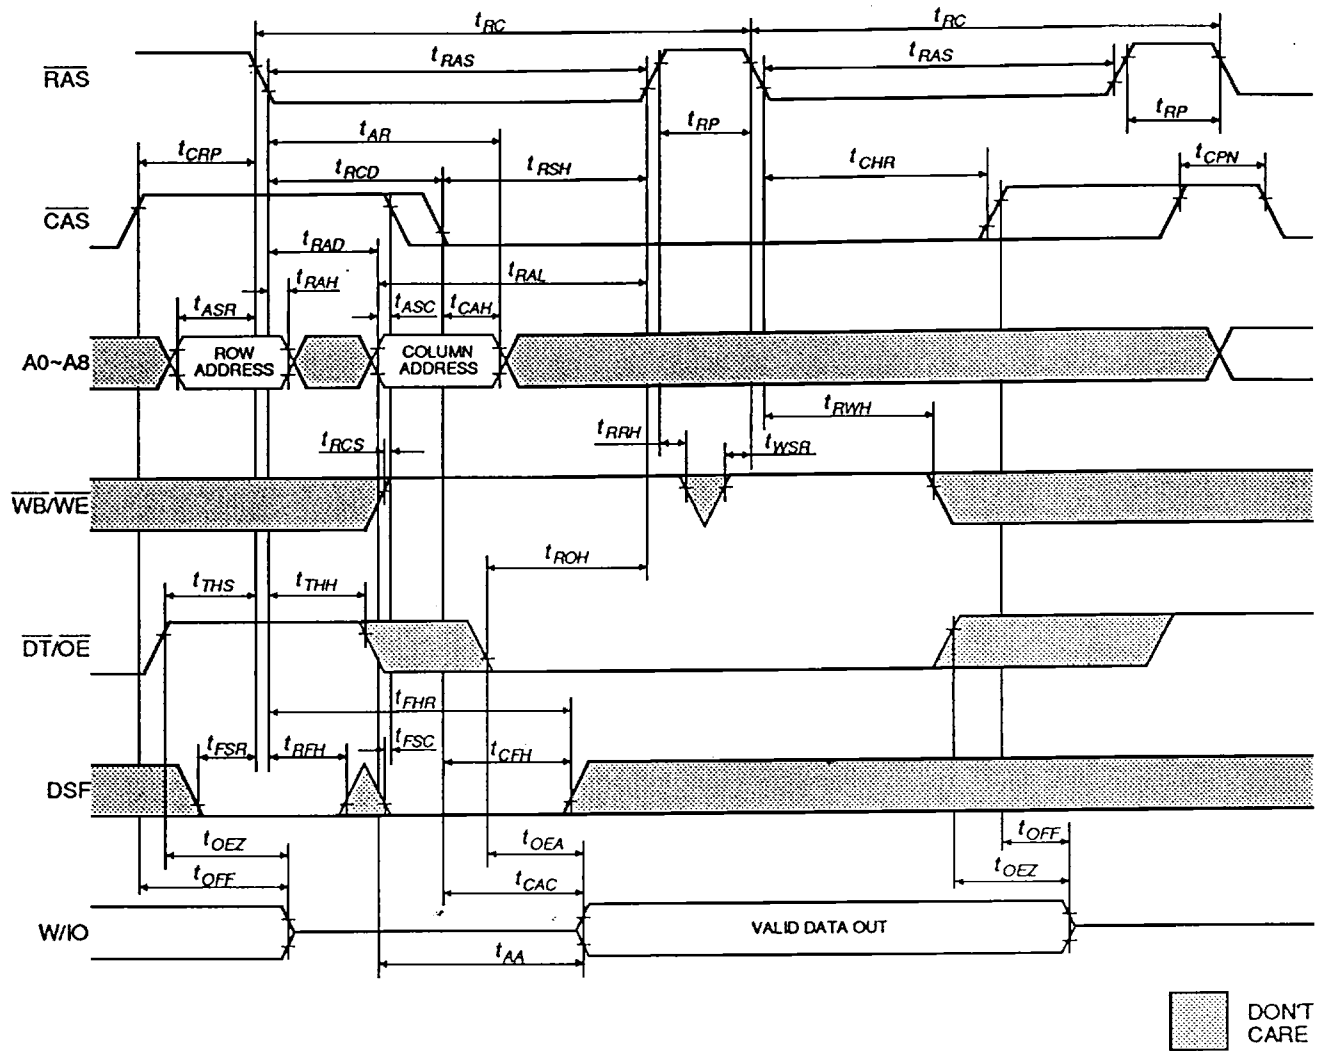 tRC tRC
RAS tRAS tRAS
tRP tRP
tCRP tAR
tRCD tRSH tCHR tCPN
CAS
tRAD tRAL
tRAH
tASR tASC tCAH
A0~A8 ROW ADDRESS COLUMN ADDRESS
tRWH
tRCS tRRH tWSR
WB/WE
tROH
tTHS tTHH
DT/OE
tFHR
tFSR tRFH tFSC tCFH
DSF
tOEZ tOEA tOFF
tOFF tCAC tOEZ
W/IO VALID DATA OUT
tAA
DON'T
CARE